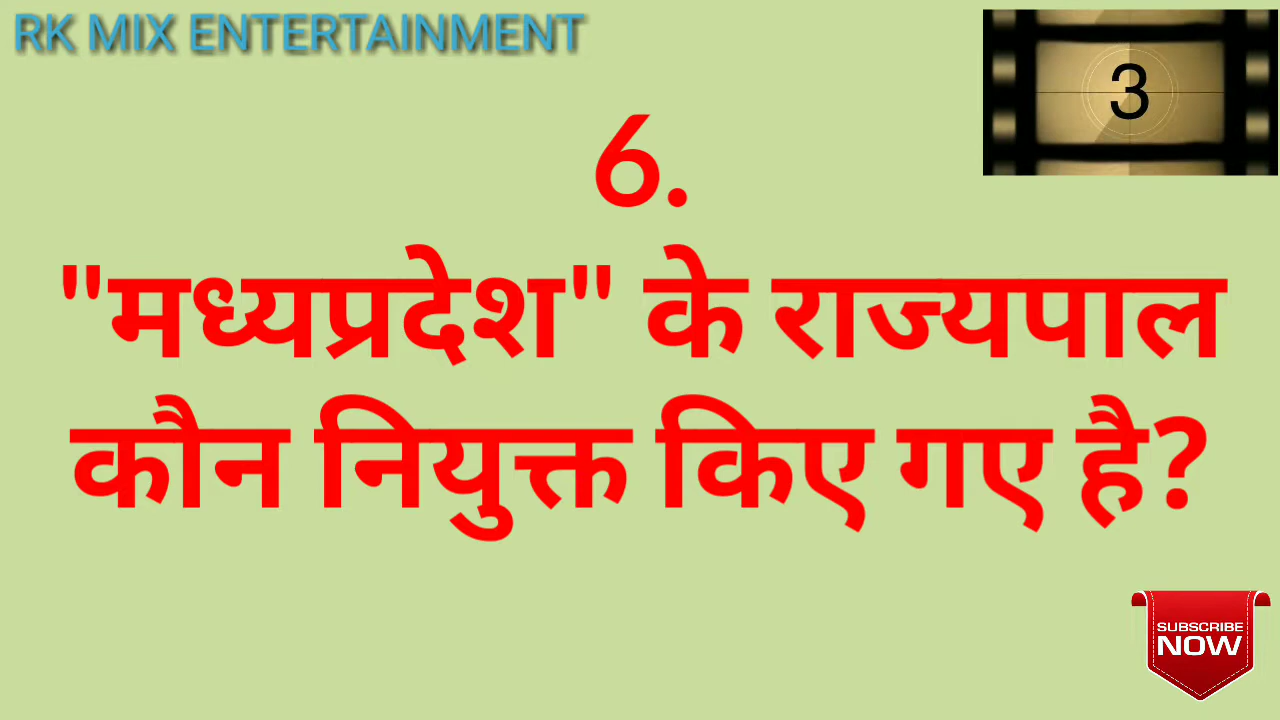 RK MIX ENTERTAINMENT
3
6.
"मध्यप्रदेश" के राज्यपाल
कौन नियुक्त किए गए है?
SUBSCRIBE
NOW